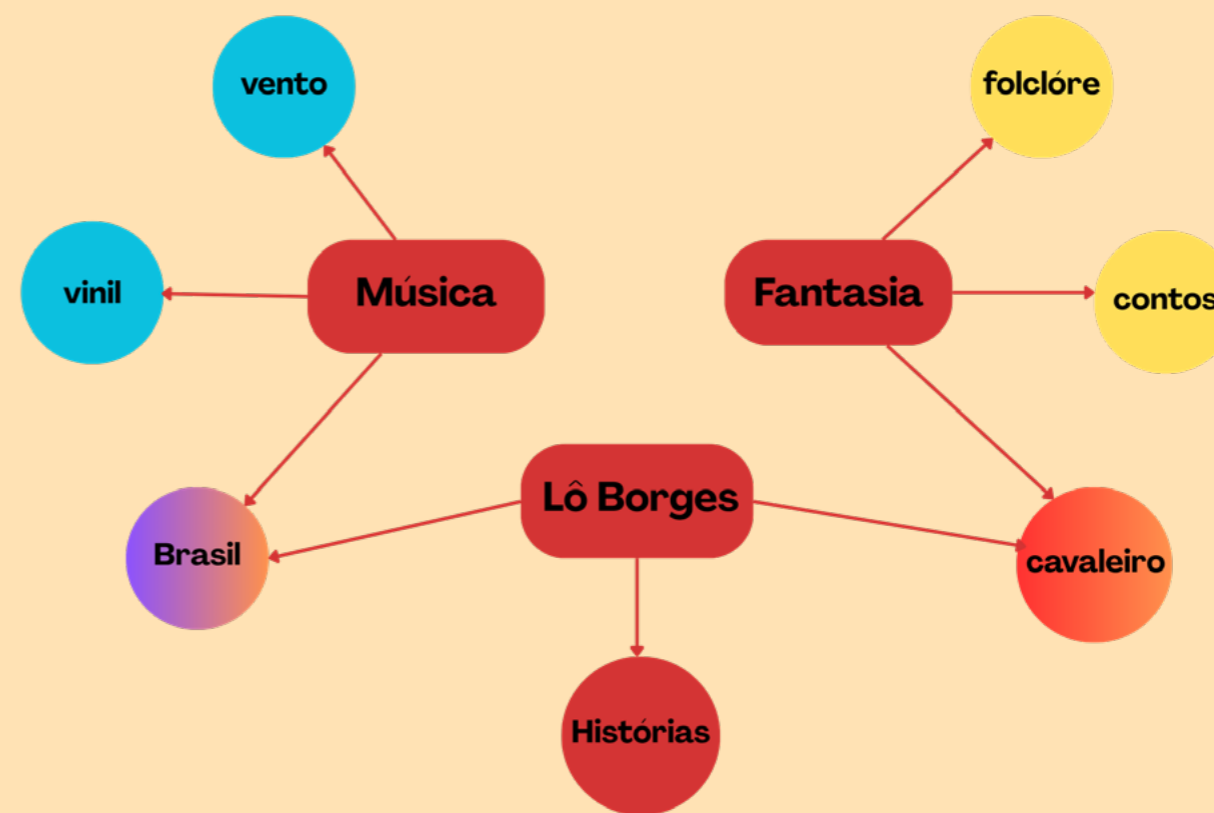 vento
folclóre
vinil
Música
Fantasia
contos
Lô Borges
Brasil
cavaleiro
Histórias